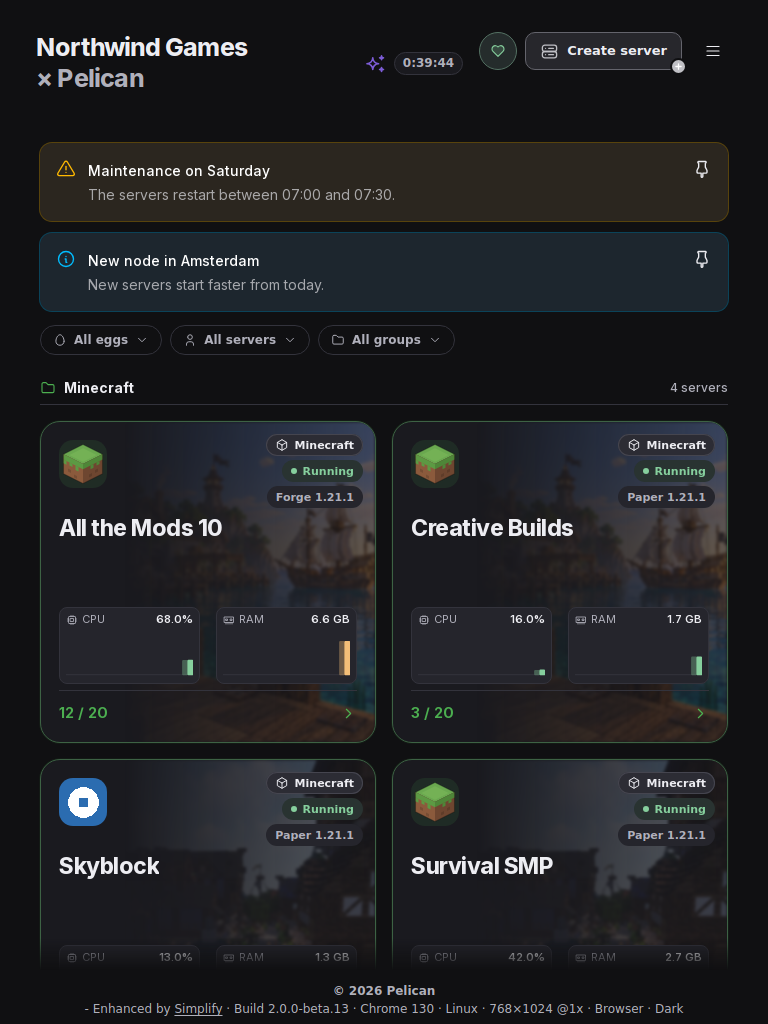 Northwind Games
× Pelican
0:39:44
Create server
Maintenance on Saturday
The servers restart between 07:00 and 07:30.
New node in Amsterdam
New servers start faster from today.
All eggs
All servers
All groups
Minecraft
4 servers
Minecraft
Running
Forge 1.21.1
All the Mods 10
CPU
68.0%
RAM
6.6 GB
12 / 20
Minecraft
Running
Paper 1.21.1
Creative Builds
CPU
16.0%
RAM
1.7 GB
3 / 20
Minecraft
Running
Paper 1.21.1
Skyblock
CPU
13.0%
RAM
1.3 GB
Minecraft
Running
Paper 1.21.1
Survival SMP
CPU
42.0%
RAM
2.7 GB
© 2026 Pelican
- Enhanced by Simplify · Build 2.0.0-beta.13 · Chrome 130 · Linux · 768×1024 @1x · Browser · Dark